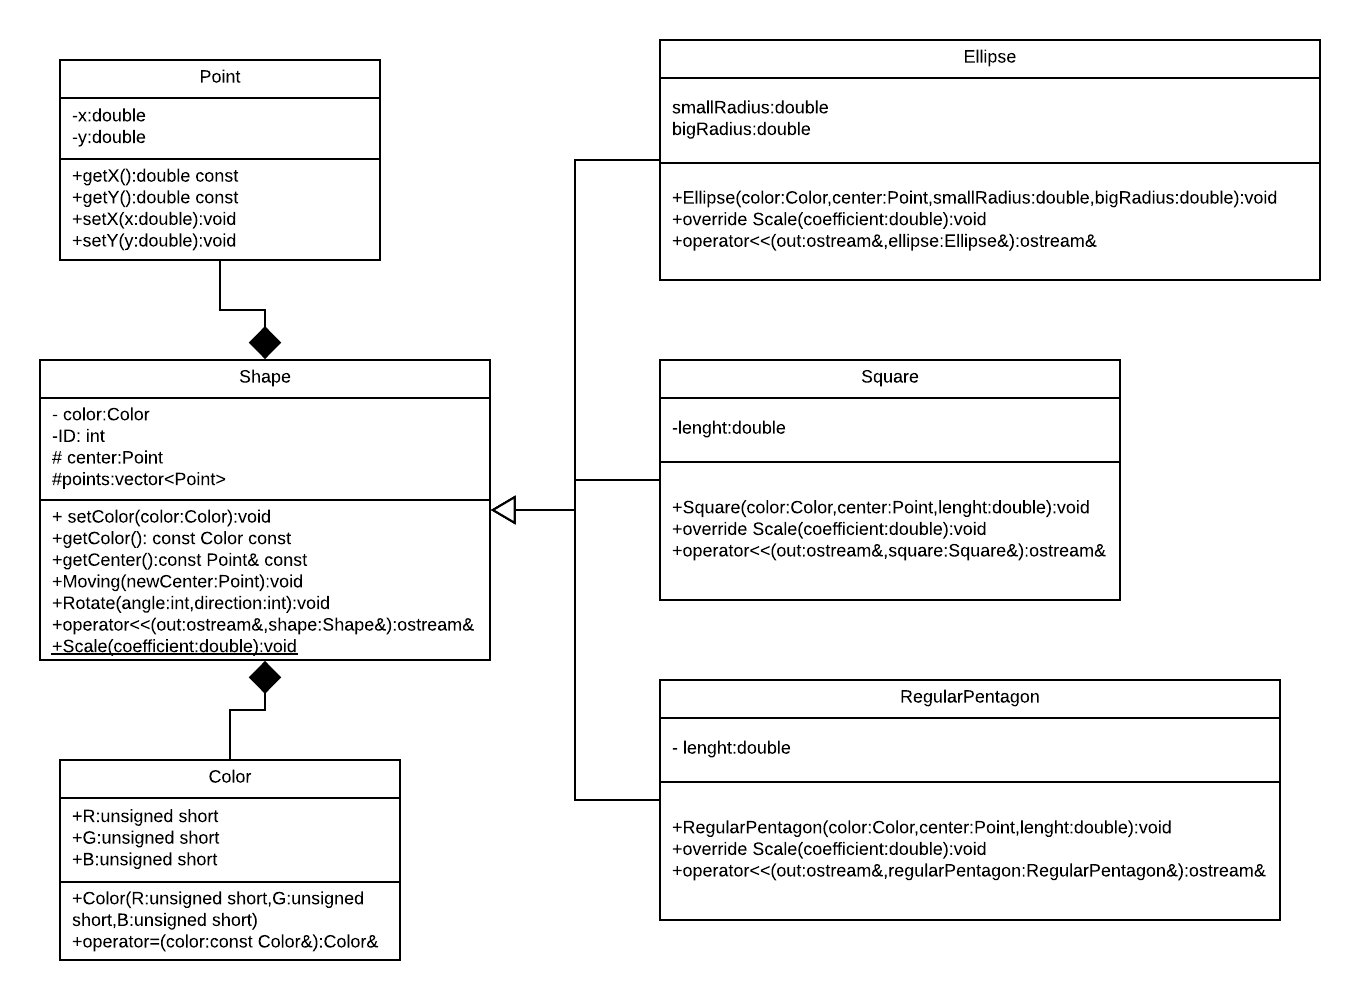 Point
-x:double
-y:double
+getX():double const
+getY():double const
+setX(x:double):void
+setY(y:double):void
Shape
- color:Color
-ID: int
# center:Point
#points:vector<Point>
+ setColor(color:Color):void
+getColor(): const Color const
+getCenter():const Point& const
+Moving(newCenter:Point):void
+Rotate(angle:int,direction:int):void
+operator<<(out:ostream&,shape:Shape&):ostream&
+Scale(coefficient:double):void
Color
+R:unsigned short
+G:unsigned short
+B:unsigned short
+Color(R:unsigned short,G:unsigned
short,B:unsigned short)
+operator=(color:const Color&):Color&
Ellipse
smallRadius:double
bigRadius:double
+Ellipse(color:Color,center:Point,smallRadius:double,bigRadius:double):void
+override Scale(coefficient:double):void
+operator<<(out:ostream&,ellipse:Ellipse&):ostream&
Square
-lenght:double
+Square(color:Color,center:Point,lenght:double):void
+override Scale(coefficient:double):void
+operator<<(out:ostream&,square:Square&):ostream&
RegularPentagon
- lenght:double
+RegularPentagon(color:Color,center:Point,lenght:double):void
+override Scale(coefficient:double):void
+operator<<(out:ostream&,regularPentagon:RegularPentagon&):ostream&